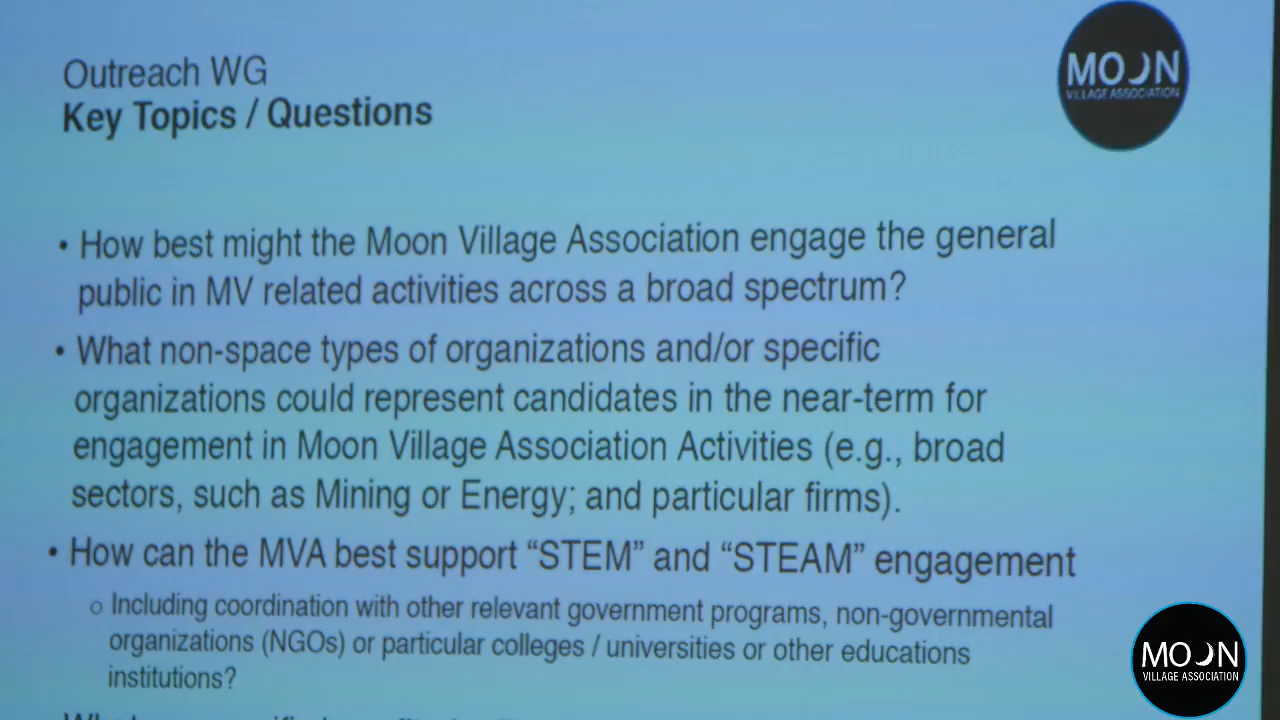 Outreach WG
Key Topics / Questions
MOON
VILLAGE ASSOCIATION
• How best might the Moon Village Association engage the general
public in MV related activities across a broad spectrum?
• What non-space types of organizations and/or specific
organizations could represent candidates in the near-term for
engagement in Moon Village Association Activities (e.g., broad
sectors, such as Mining or Energy; and particular firms).
• How can the MVA best support “STEM” and “STEAM” engagement
o Including coordination with other relevant government programs, non-governmental
organizations (NGOs) or particular colleges / universities or other educations
institutions?
MOON
VILLAGE ASSOCIATION